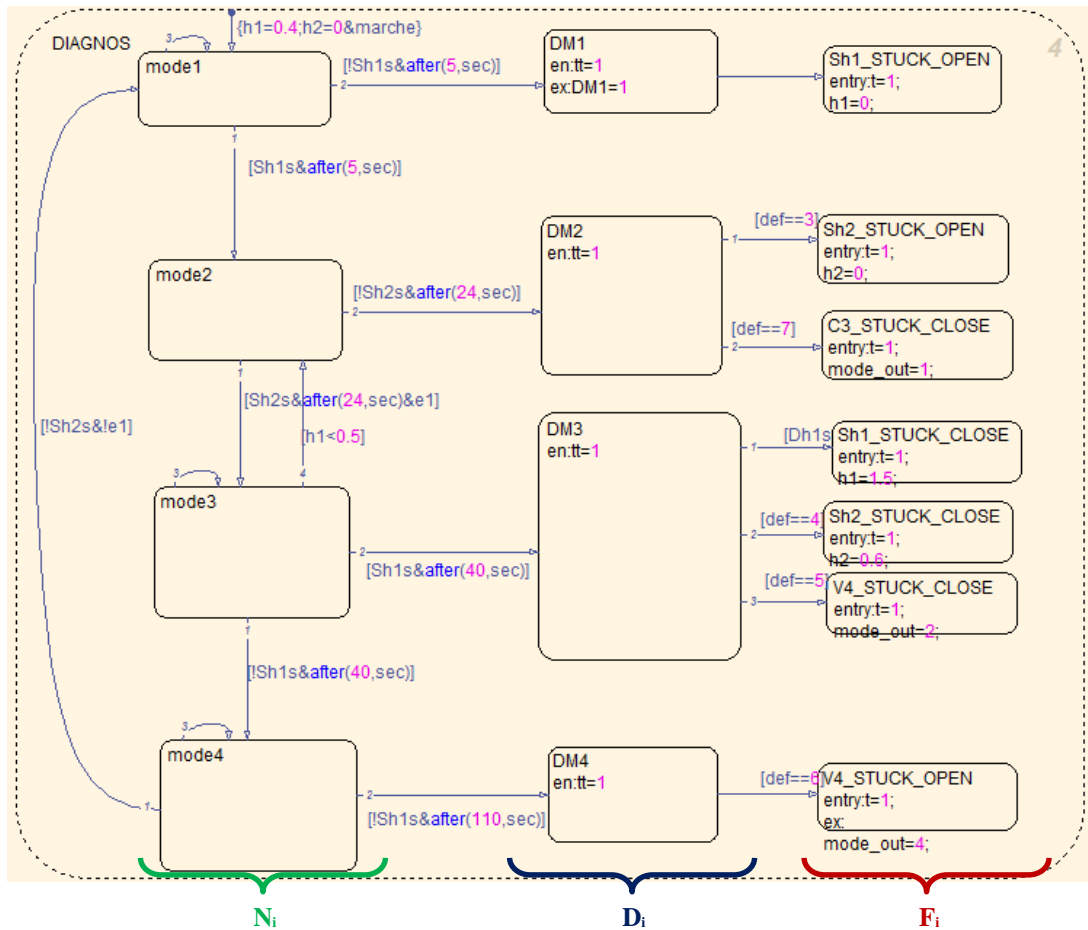 {h1=0.4;h2=0&marche}
DIAGNOS
4
3
mode1
[!Sh1s&after(5,sec)]
2
1
DM1
en:tt=1
ex:DM1=1
Sh1_STUCK_OPEN
entry:t=1;
h1=0;
[Sh1s&after(5,sec)]
mode2
[!Sh2s&after(24,sec)]
2
1
DM2
en:tt=1
[def==3]
1
Sh2_STUCK_OPEN
entry:t=1;
h2=0;
[def==7]
2
C3_STUCK_CLOSE
entry:t=1;
mode_out=1;
[Sh2s&after(24,sec)&e1]
[h1<0.5]
[!Sh2s&!e1]
3
4
mode3
2
[Sh1s&after(40,sec)]
1
DM3
en:tt=1
[Dh1s
1
Sh1_STUCK_CLOSE
entry:t=1;
h1=1.5;
[def==4]
2
Sh2_STUCK_CLOSE
entry:t=1;
h2=0.6;
[def==5]
3
V4_STUCK_CLOSE
entry:t=1;
mode_out=2;
[!Sh1s&after(40,sec)]
3
mode4
1
2
[!Sh1s&after(110,sec)]
DM4
en:tt=1
[def==6]
V4_STUCK_OPEN
entry:t=1;
ex:
mode_out=4;
Ni
Di
Fi